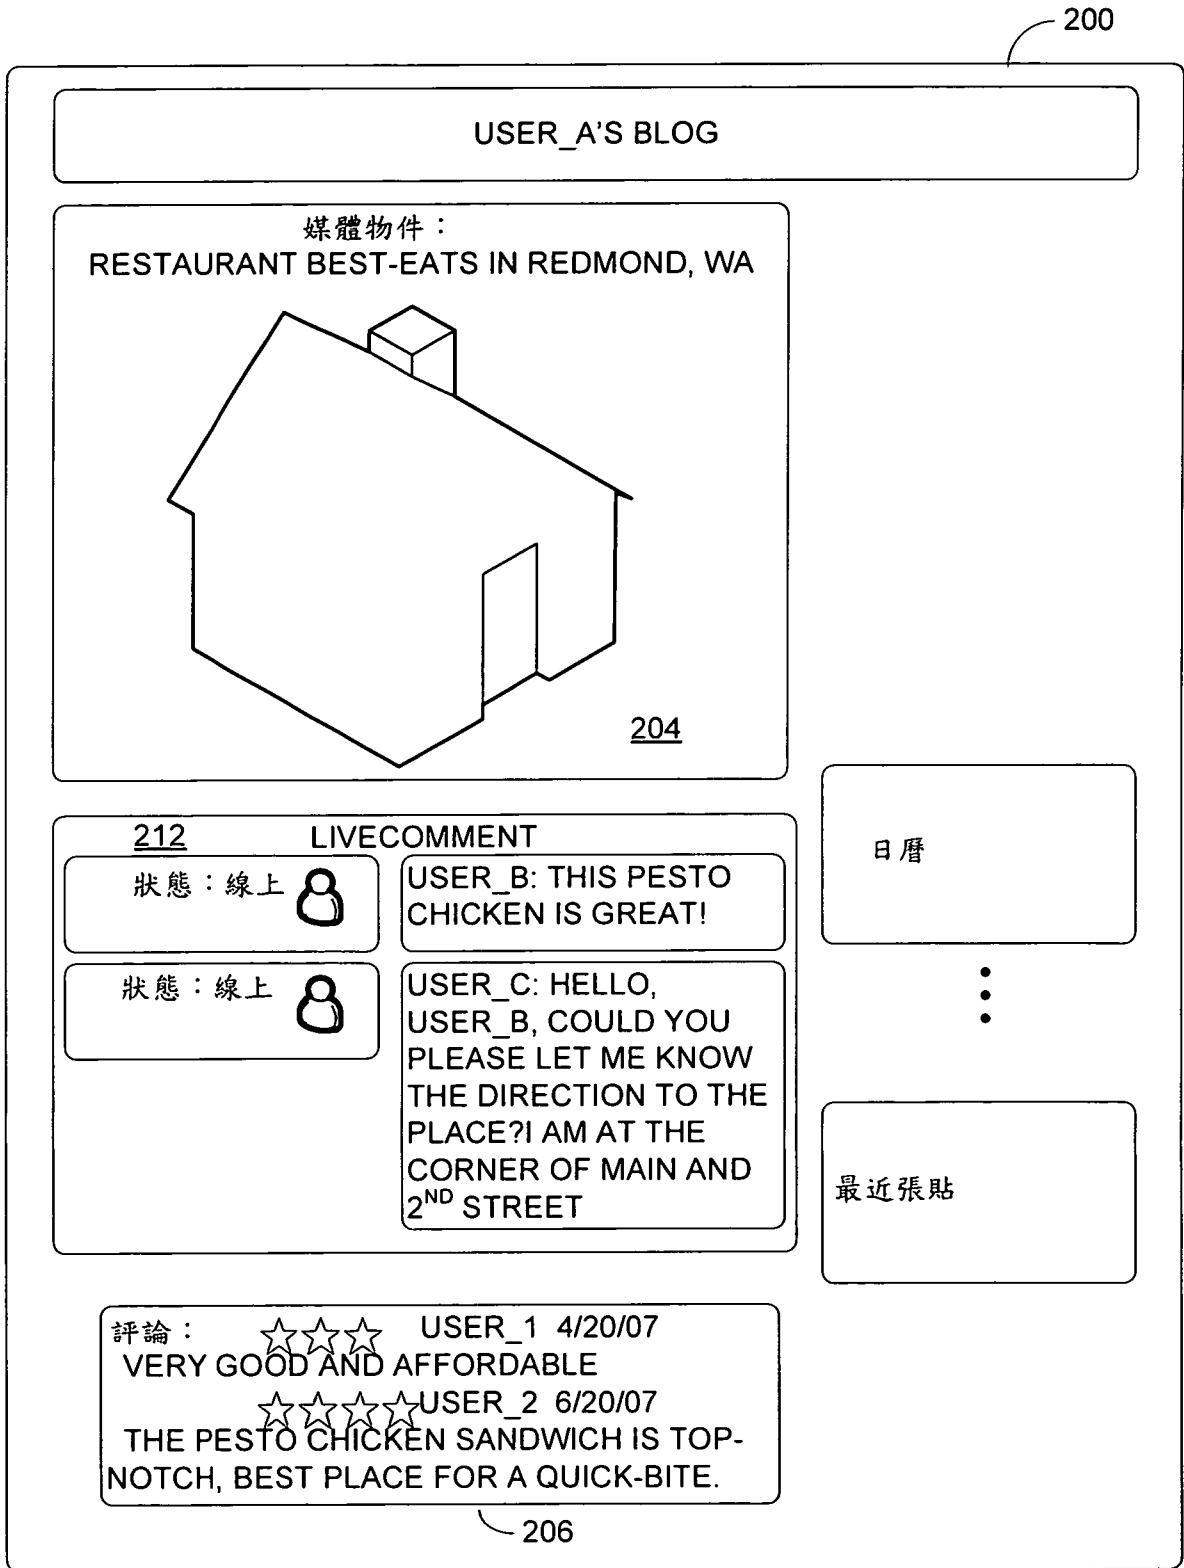 200
USER_A'S BLOG
媒體物件：
RESTAURANT BEST-EATS IN REDMOND, WA
204
212 LIVECOMMENT
狀態：線上
USER_B: THIS PESTO
CHICKEN IS GREAT!
狀態：線上
USER_C: HELLO,
USER_B, COULD YOU
PLEASE LET ME KNOW
THE DIRECTION TO THE
PLACE?I AM AT THE
CORNER OF MAIN AND
2ND STREET
日曆
最近張貼
評論： USER_1 4/20/07
VERY GOOD AND AFFORDABLE
USER_2 6/20/07
THE PESTO CHICKEN SANDWICH IS TOP-
NOTCH, BEST PLACE FOR A QUICK-BITE.
206